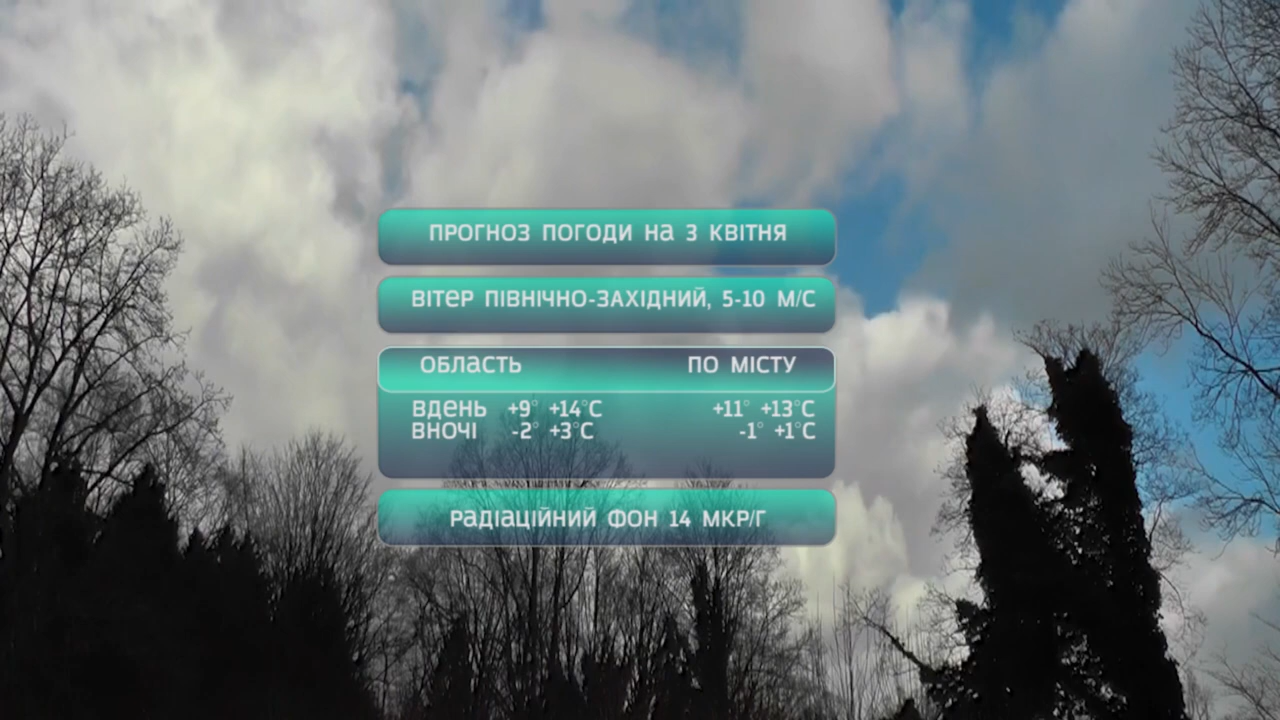 ПРОГНОЗ ПОГОДИ НА 3 КВІТНЯ
ВІТЕР ПІВНІЧНО-ЗАХІДНИЙ, 5-10 М/С
ОБЛАСТЬ ПО МІСТУ
ВДЕНЬ +9° +14°C +11° +13°C
ВНОЧІ -2° +3°C -1° +1°C
РАДІАЦІЙНИЙ ФОН 14 МКР/Г